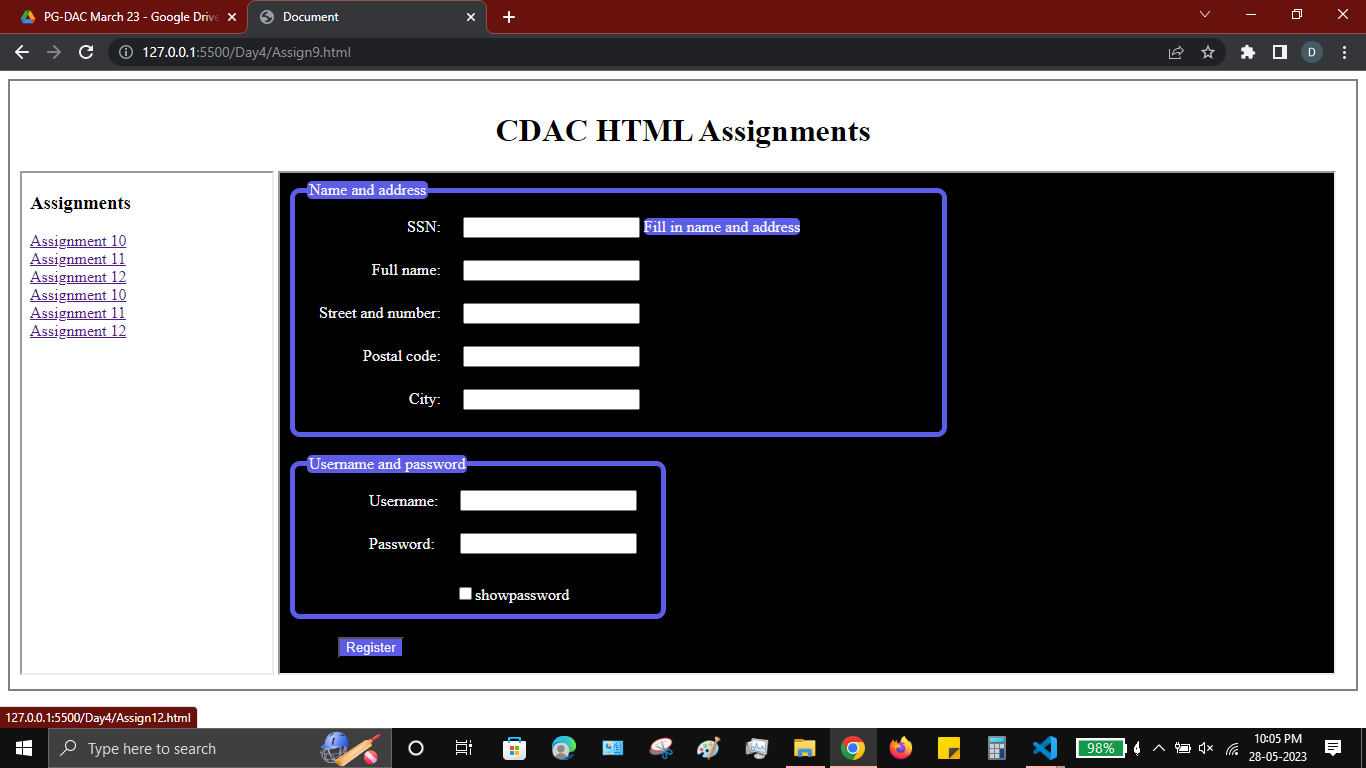 PG-DAC March 23 - Google Drive
Document
127.0.0.1:5500/Day4/Assign9.html
D
CDAC HTML Assignments
Assignments
Assignment 10
Assignment 11
Assignment 12
Assignment 10
Assignment 11
Assignment 12
Name and address
SSN:
Fill in name and address
Full name:
Street and number:
Postal code:
City:
Username and password
Username:
Password:
showpassword
Register
127.0.0.1:5500/Day4/Assign12.html
Type here to search
98%
10:05 PM
28-05-2023